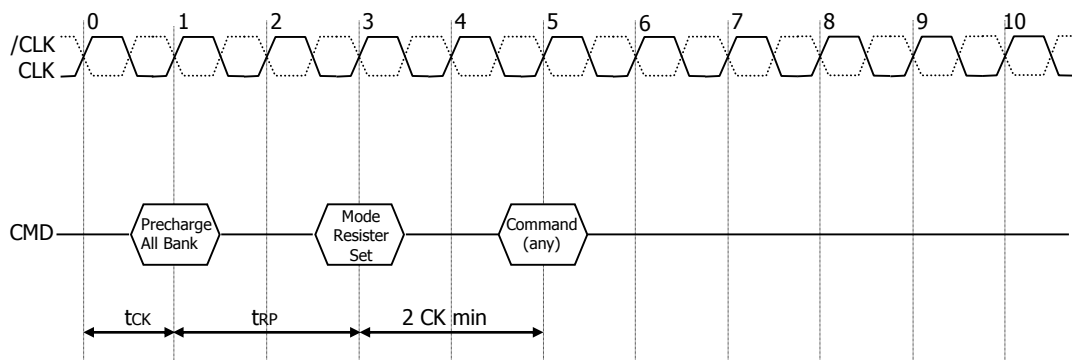 0 1 2 3 4 5 6 7 8 9 10
/CLK
CLK
CMD
Precharge
All Bank
Mode
Resister
Set
Command
(any)
tCK tRP 2 CK min